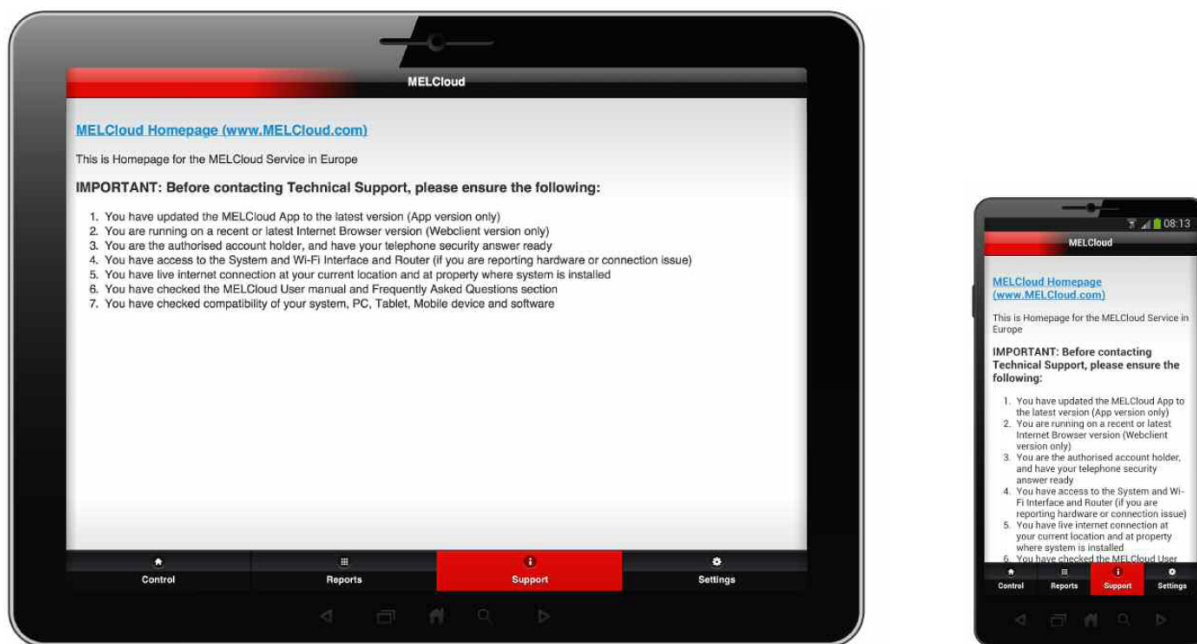 MELCloud
MELCloud Homepage (www.MELCloud.com)
This is Homepage for the MELCloud Service in Europe
IMPORTANT: Before contacting Technical Support, please ensure the following:
1. You have updated the MELCloud App to the latest version (App version only)
2. You are running on a recent or latest Internet Browser version (Webclient version only)
3. You are the authorised account holder, and have your telephone security answer ready
4. You have access to the System and Wi-Fi Interface and Router (if you are reporting hardware or connection issue)
5. You have live internet connection at your current location and at property where system is installed
6. You have checked the MELCloud User manual and Frequently Asked Questions section
7. You have checked compatibility of your system, PC, Tablet, Mobile device and software
Control Reports Support Settings
08:13
MELCloud
MELCloud Homepage
(www.MELCloud.com)
This is Homepage for the MELCloud Service in
Europe
IMPORTANT: Before contacting
Technical Support, please ensure the
following:
1. You have updated the MELCloud App to
the latest version (App version only)
2. You are running on a recent or latest
Internet Browser version (Webclient
version only)
3. You are the authorised account holder,
and have your telephone security
answer ready
4. You have access to the System and Wi-
Fi Interface and Router (if you are
reporting hardware or connection issue)
5. You have live internet connection at
your current location and at property
where system is installed
6. You have checked the MELCloud User
Control Reports Support Settings